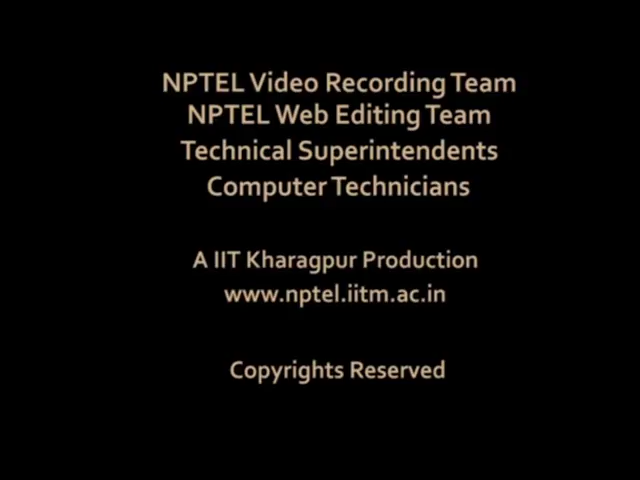 NPTEL Video Recording Team
NPTEL Web Editing Team
Technical Superintendents
Computer Technicians
A IIT Kharagpur Production
www.nptel.iitm.ac.in
Copyrights Reserved